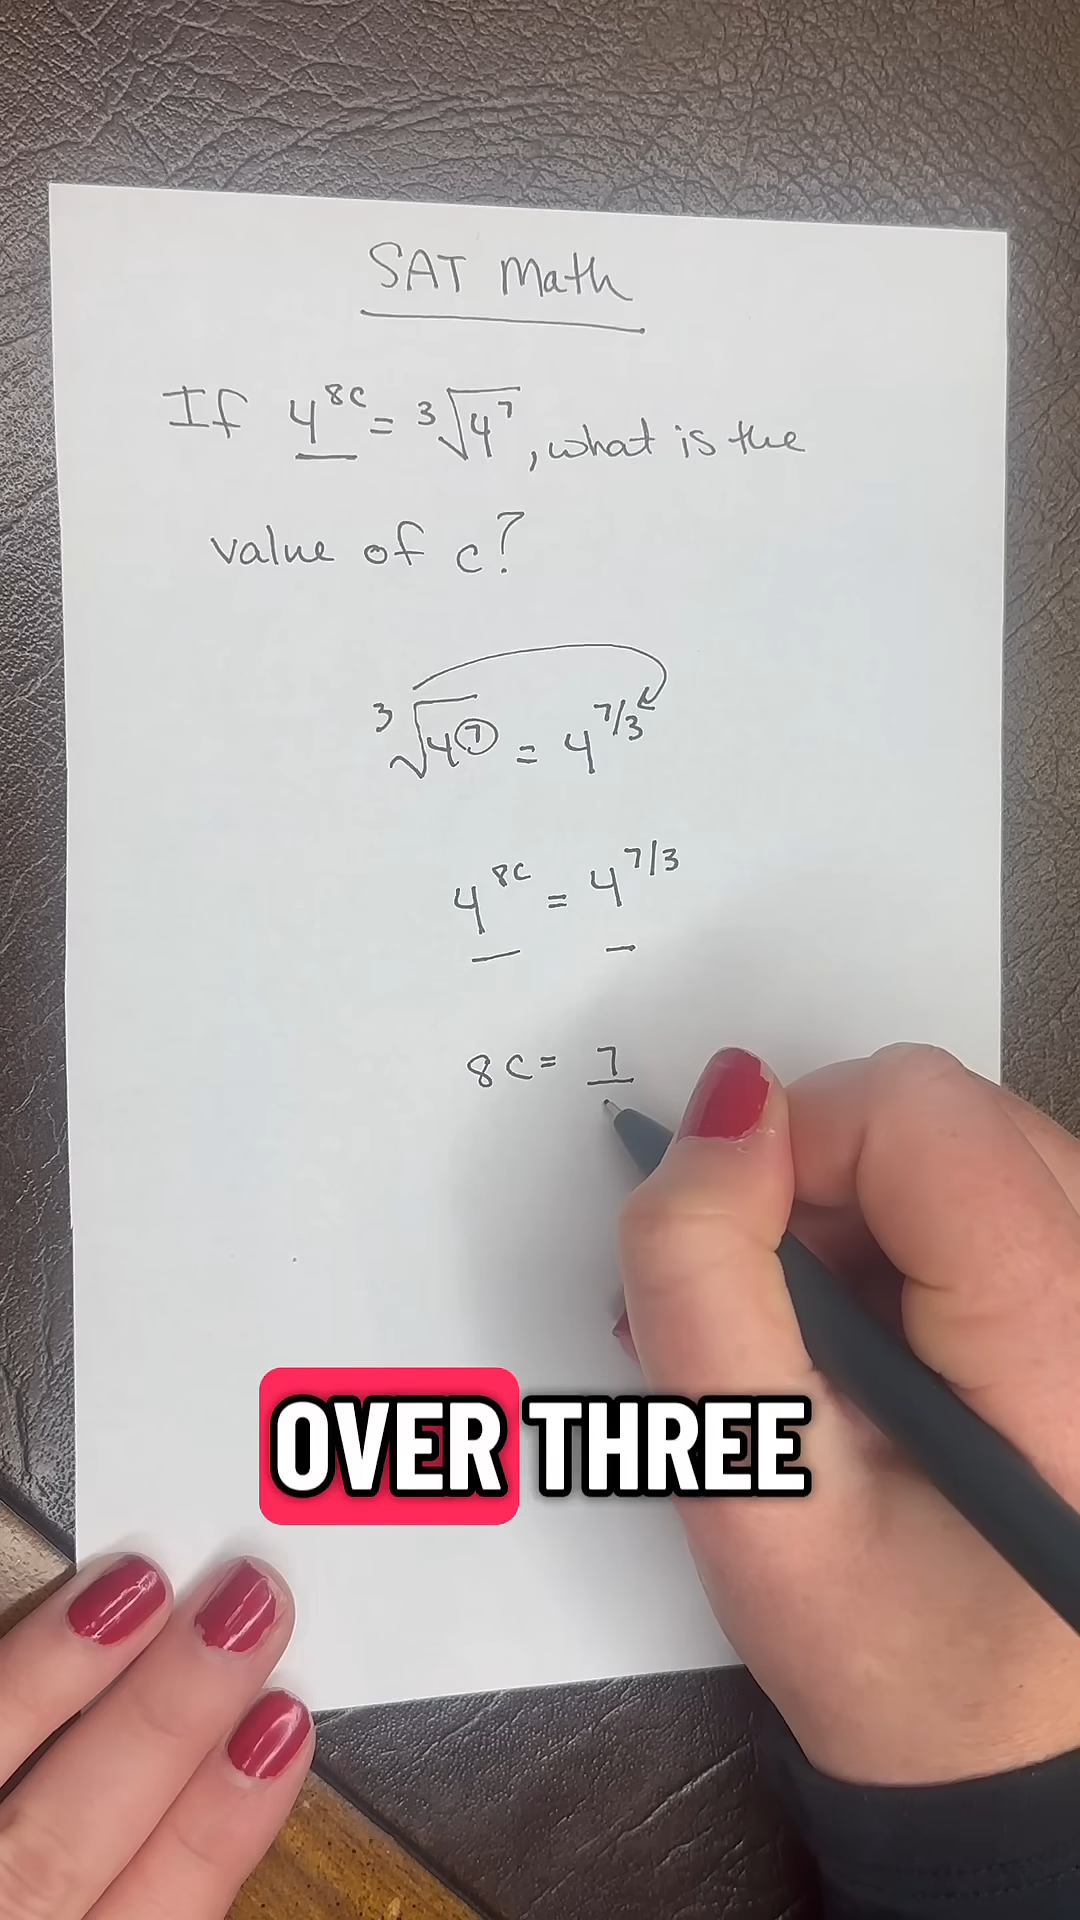 SAT Math
If 4^8c = ³√4^7, what is the
value of c?
³√4^7 = 4^7/3
4^8c = 4^7/3
8c = 7
OVER THREE